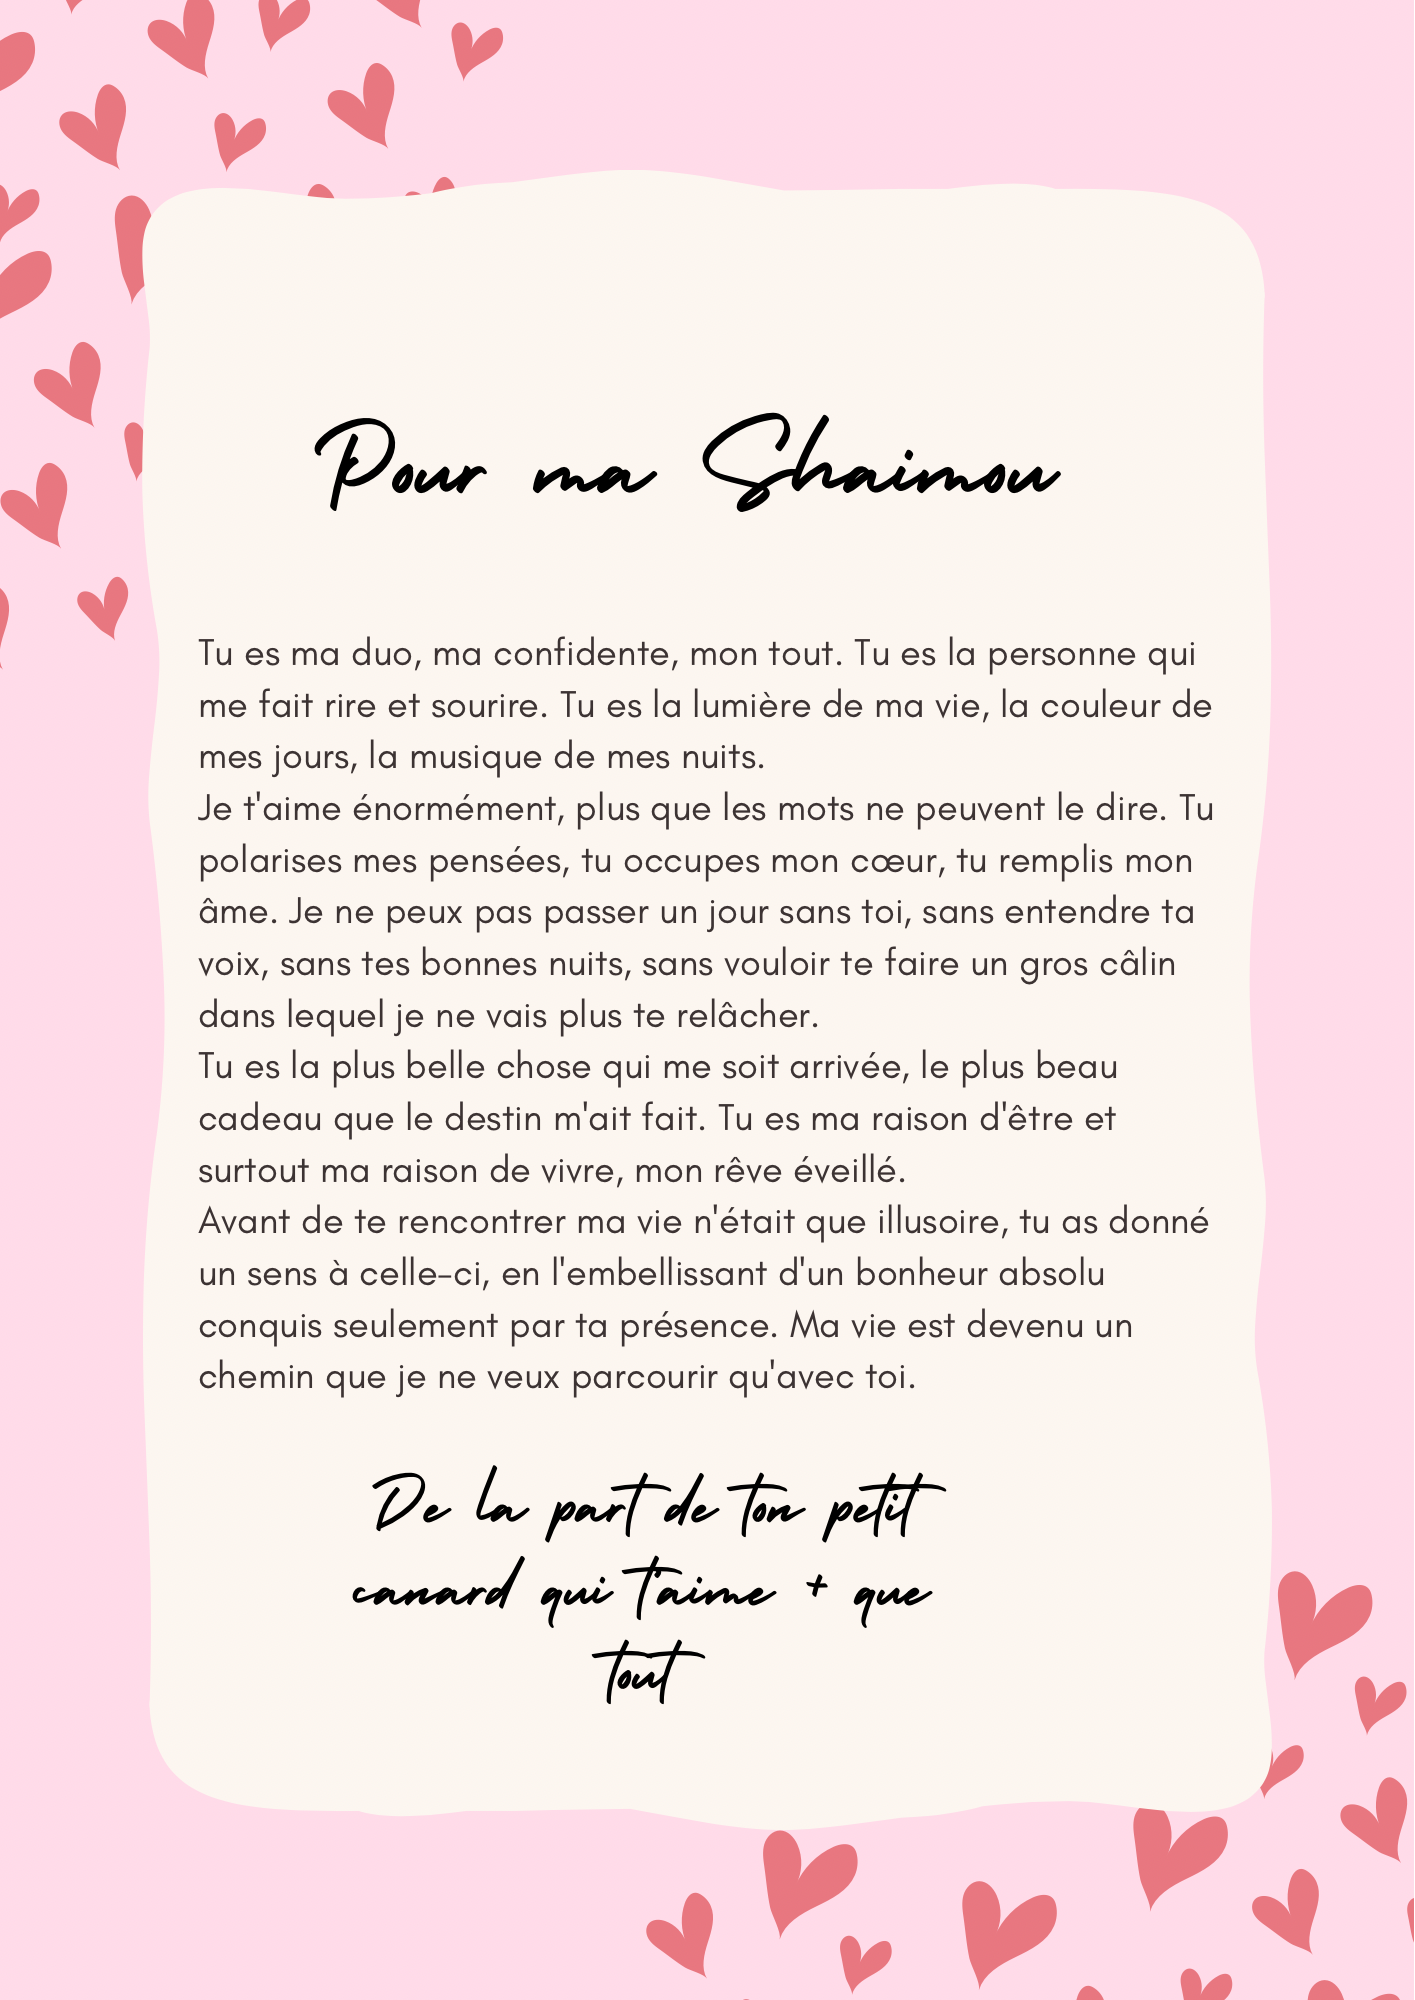 Pour ma Shaimou
Tu es ma duo, ma confidente, mon tout. Tu es la personne qui
me fait rire et sourire. Tu es la lumière de ma vie, la couleur de
mes jours, la musique de mes nuits.
Je t'aime énormément, plus que les mots ne peuvent le dire. Tu
polarises mes pensées, tu occupes mon cœur, tu remplis mon
âme. Je ne peux pas passer un jour sans toi, sans entendre ta
voix, sans tes bonnes nuits, sans vouloir te faire un gros câlin
dans lequel je ne vais plus te relâcher.
Tu es la plus belle chose qui me soit arrivée, le plus beau
cadeau que le destin m'ait fait. Tu es ma raison d'être et
surtout ma raison de vivre, mon rêve éveillé.
Avant de te rencontrer ma vie n'était que illusoire, tu as donné
un sens à celle-ci, en l'embellissant d'un bonheur absolu
conquis seulement par ta présence. Ma vie est devenu un
chemin que je ne veux parcourir qu'avec toi.
De la part de ton petit
canard qui t'aime + que
tout